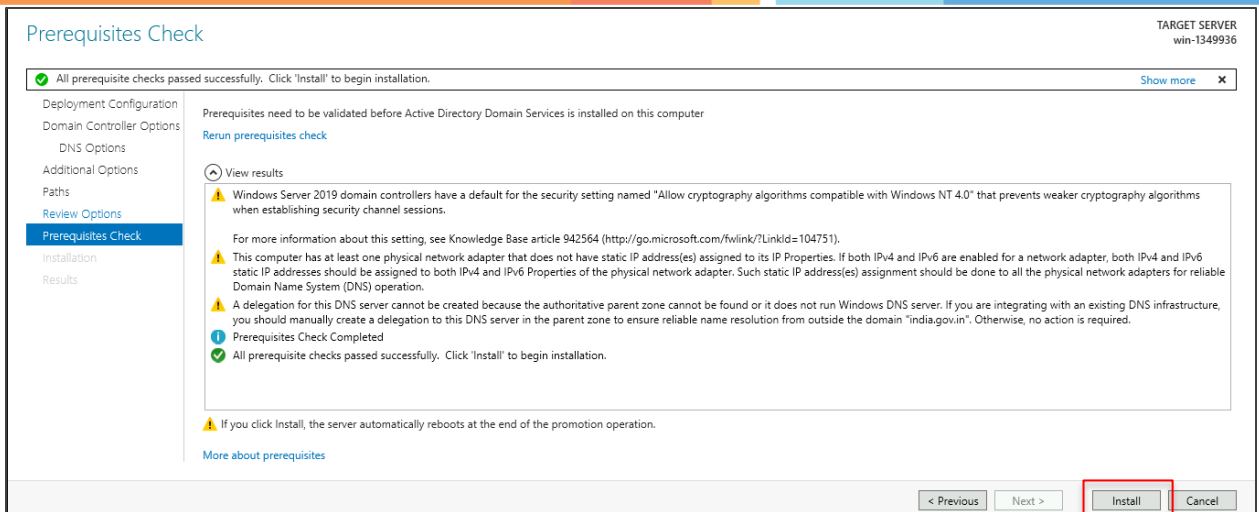 Prerequisites Check
TARGET SERVER
win-1349936
All prerequisite checks passed successfully. Click 'Install' to begin installation.
Show more
x
Deployment Configuration
Domain Controller Options
DNS Options
Additional Options
Paths
Review Options
Prerequisites Check
Installation
Results
Prerequisites need to be validated before Active Directory Domain Services is installed on this computer
Rerun prerequisites check
View results
Windows Server 2019 domain controllers have a default for the security setting named "Allow cryptography algorithms compatible with Windows NT 4.0" that prevents weaker cryptography algorithms
when establishing security channel sessions.
For more information about this setting, see Knowledge Base article 942564 (http://go.microsoft.com/fwlink/?LinkId=104751).
This computer has at least one physical network adapter that does not have static IP address(es) assigned to its IP Properties. If both IPv4 and IPv6 are enabled for a network adapter, both IPv4 and IPv6
static IP addresses should be assigned to both IPv4 and IPv6 Properties of the physical network adapter. Such static IP address(es) assignment should be done to all the physical network adapters for reliable
Domain Name System (DNS) operation.
A delegation for this DNS server cannot be created because the authoritative parent zone cannot be found or it does not run Windows DNS server. If you are integrating with an existing DNS infrastructure,
you should manually create a delegation to this DNS server in the parent zone to ensure reliable name resolution from outside the domain "india.gov.in". Otherwise, no action is required.
Prerequisites Check Completed
All prerequisite checks passed successfully. Click 'Install' to begin installation.
If you click Install, the server automatically reboots at the end of the promotion operation.
More about prerequisites
< Previous
Next >
Install
Cancel